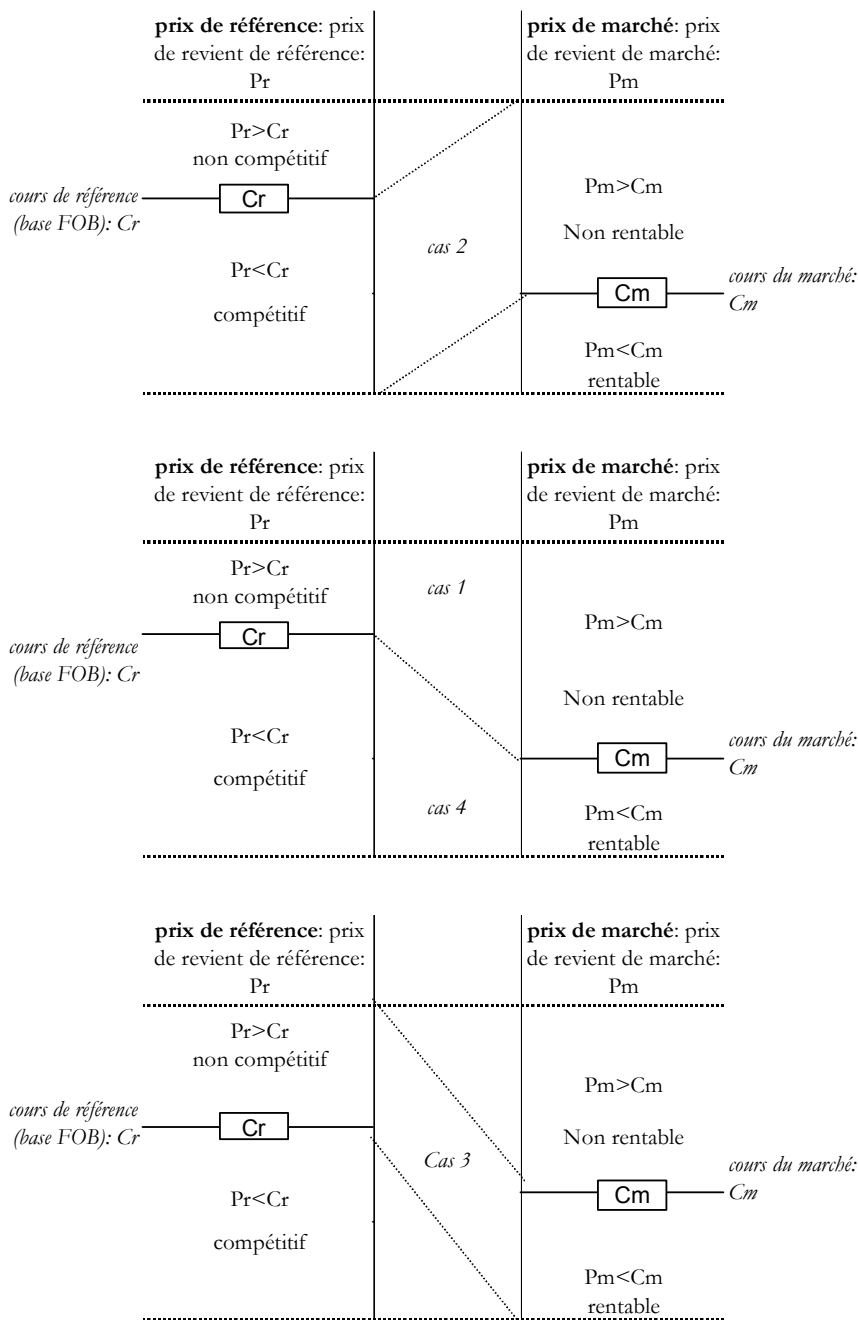 prix de référence: prix
de revient de référence:
Pr
prix de marché: prix
de revient de marché:
Pm
Pr>Cr
non compétitif
cours de référence
(base FOB): Cr
Cr
Pr<Cr
compétitif
cas 2
Pm>Cm
Non rentable
Cm
cours du marché:
Cm
Pm<Cm
rentable
prix de référence: prix
de revient de référence:
Pr
prix de marché: prix
de revient de marché:
Pm
Pr>Cr
non compétitif
cours de référence
(base FOB): Cr
Cr
Pr<Cr
compétitif
cas 1
cas 4
Pm>Cm
Non rentable
Cm
cours du marché:
Cm
Pm<Cm
rentable
prix de référence: prix
de revient de référence:
Pr
prix de marché: prix
de revient de marché:
Pm
Pr>Cr
non compétitif
cours de référence
(base FOB): Cr
Cr
Pr<Cr
compétitif
Cas 3
Pm>Cm
Non rentable
Cm
cours du marché:
Cm
Pm<Cm
rentable